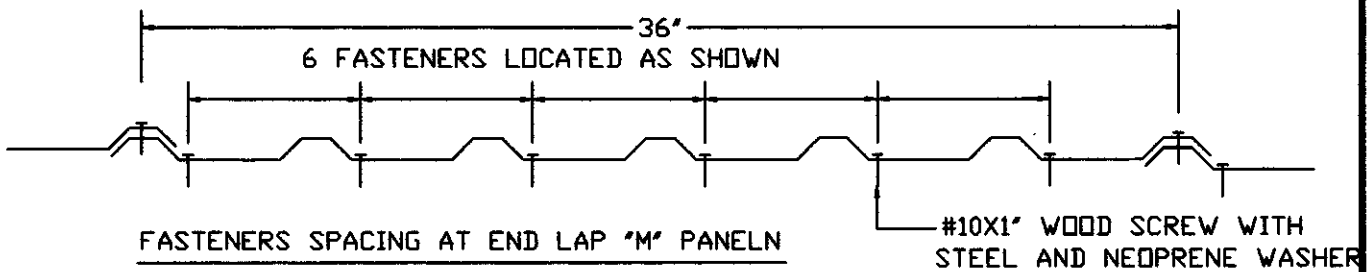 36"
6 FASTENERS LOCATED AS SHOWN
#10X1" WOOD SCREW WITH
STEEL AND NEOPRENE WASHER
FASTENERS SPACING AT END LAP "M" PANELN